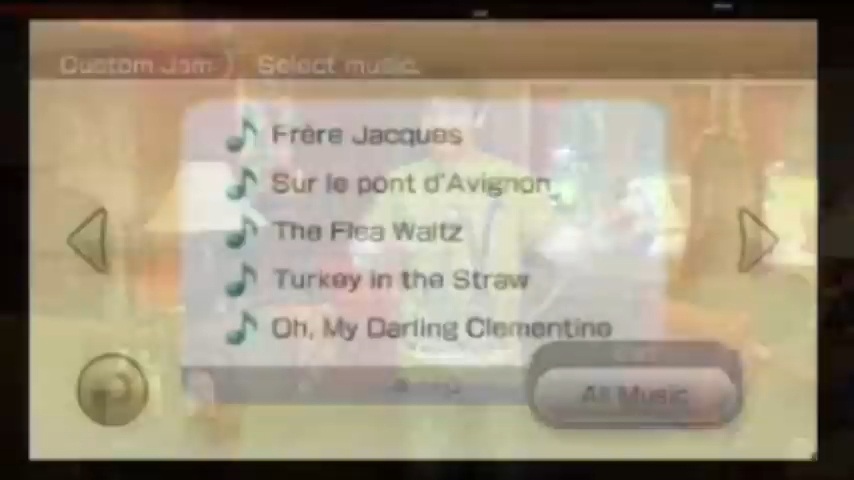 Custom Jam ) Select music.
Frère Jacques
Sur le pont d'Avignon
The Flea Waltz
Turkey in the Straw
Oh, My Darling Clementine
All Music